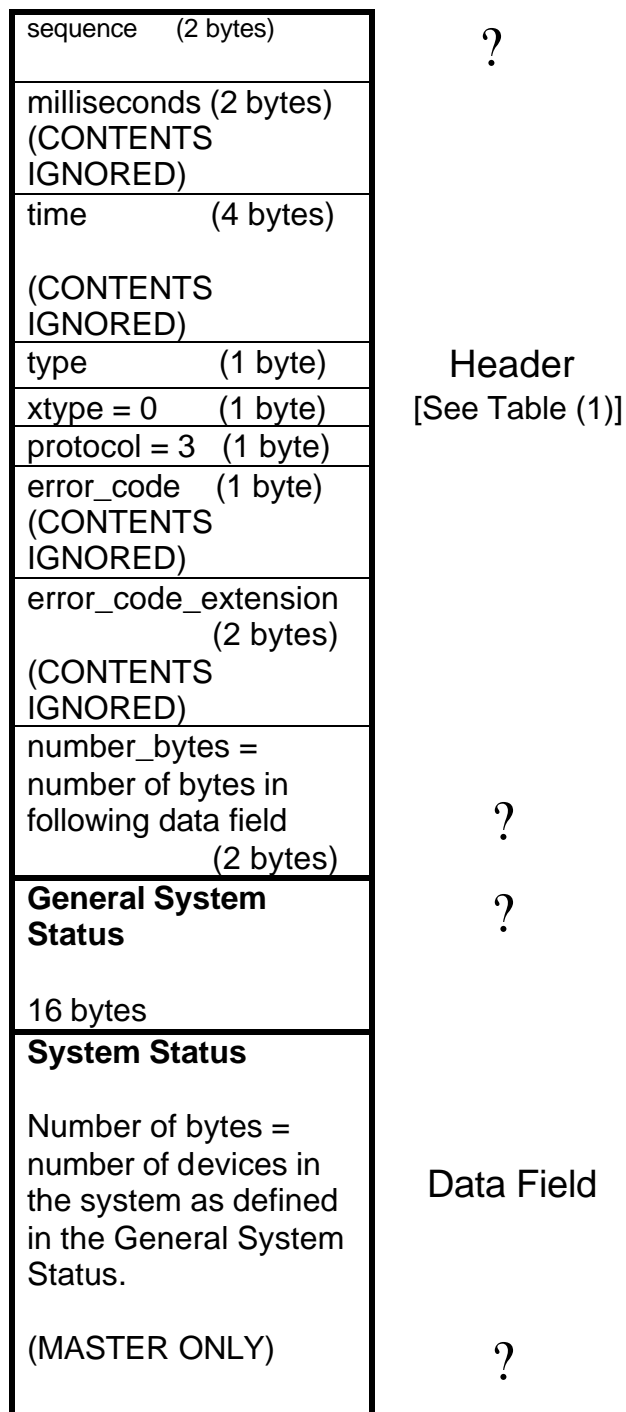 sequence (2 bytes)
?
milliseconds (2 bytes)
(CONTENTS
IGNORED)
time (4 bytes)
(CONTENTS
IGNORED)
type (1 byte)
Header
xtype = 0 (1 byte)
[See Table (1)]
protocol = 3 (1 byte)
error_code (1 byte)
(CONTENTS
IGNORED)
error_code_extension
(2 bytes)
(CONTENTS
IGNORED)
number_bytes =
number of bytes in
following data field
?
(2 bytes)
General System
?
Status
16 bytes
System Status
Number of bytes =
number of devices in
the system as defined
Data Field
in the General System
Status.
(MASTER ONLY)
?